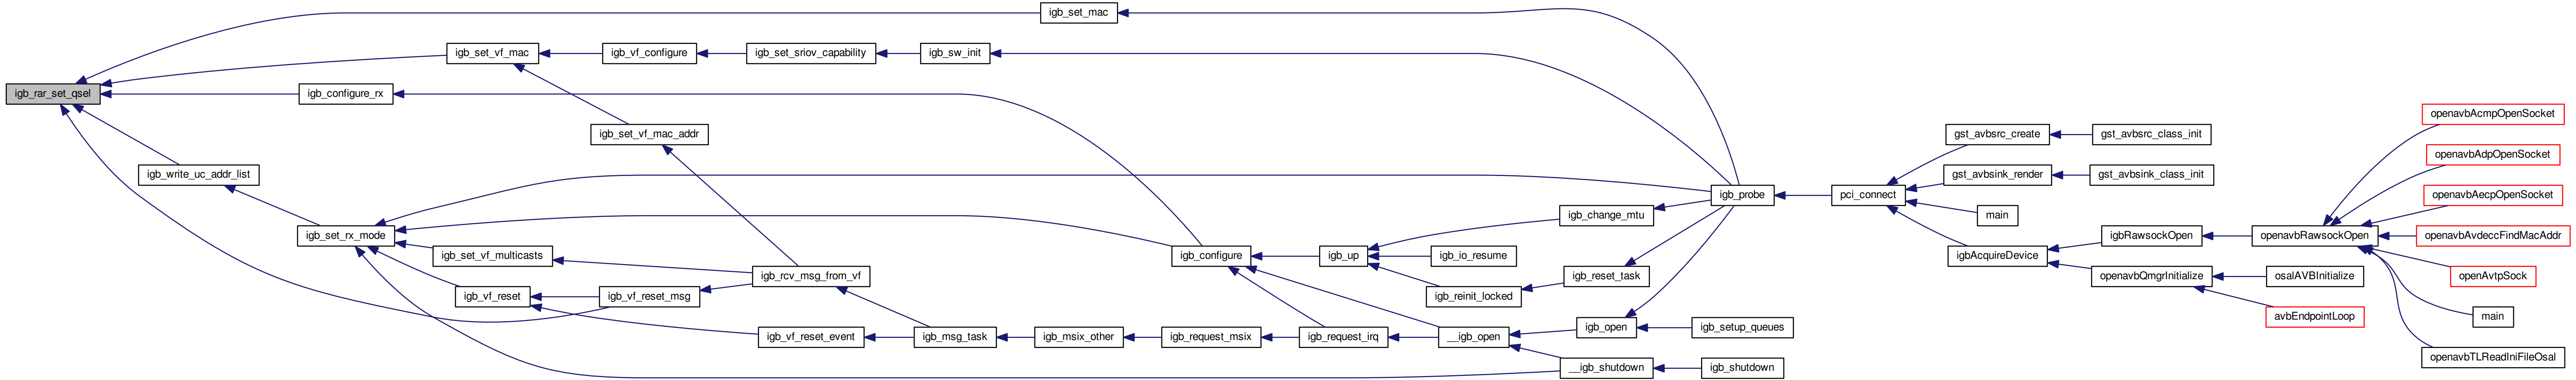 igb_set_mac
igb_set_vf_mac
igb_vf_configure
igb_set_sriov_capability
igb_sw_init
igb_rar_set_qsel
igb_configure_rx
igb_set_vf_mac_addr
igb_write_uc_addr_list
igb_set_rx_mode
igb_set_vf_multicasts
igb_vf_reset
igb_vf_reset_msg
igb_rcv_msg_from_vf
igb_vf_reset_event
igb_msg_task
igb_msix_other
igb_request_msix
igb_configure
igb_request_irq
igb_up
__igb_open
igb_change_mtu
igb_io_resume
igb_reinit_locked
igb_reset_task
igb_open
igb_setup_queues
__igb_shutdown
igb_shutdown
igb_probe
pci_connect
gst_avbsrc_create
gst_avbsrc_class_init
gst_avbsink_render
gst_avbsink_class_init
main
igbAcquireDevice
igbRawsockOpen
openavbQmgrInitialize
openavbRawsockOpen
osalAVBInitialize
avbEndpointLoop
openavbAcmpOpenSocket
openavbAdpOpenSocket
openavbAecpOpenSocket
openavbAvdeccFindMacAddr
openAvtpSock
main
openavbTLReadIniFileOsal